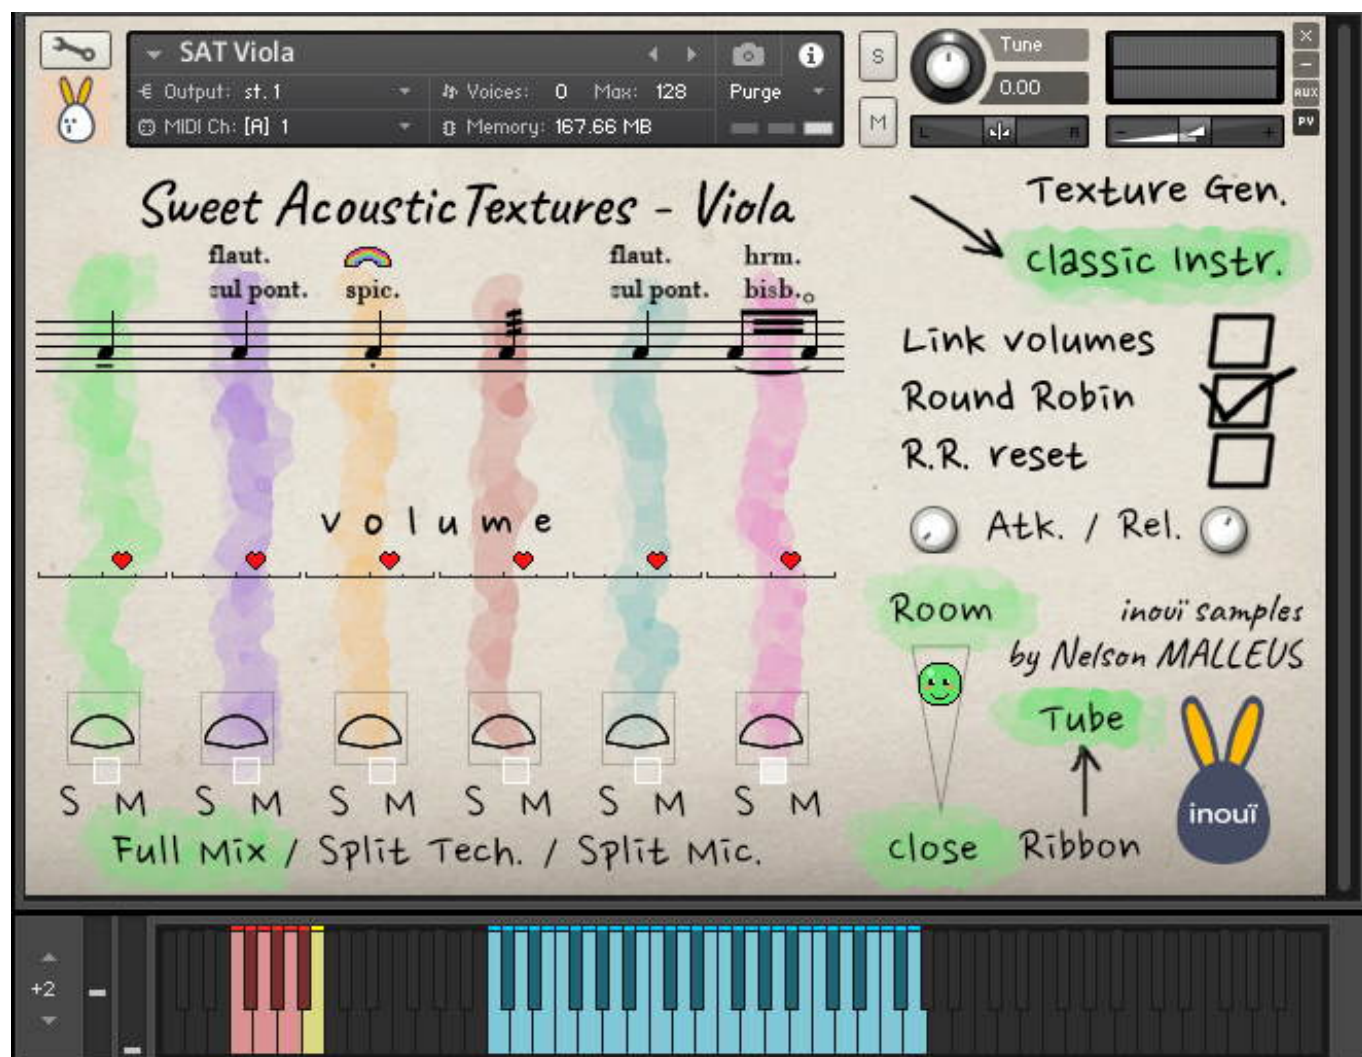 SAT Viola
Output: st. 1
Voices: 0 Max: 128
Purge
MIDI Ch: [A] 1
Memory: 167.66 MB
S
M
Tune
0.00
L
R
-
+
AUX
PV
Sweet Acoustic Textures - Viola
flaut.
sul pont.
spic.
flaut.
sul pont.
hrm.
bisb.
volume
S M S M S M S M S M S M
Full Mix / Split Tech. / Split Mic.
Texture Gen.
Classic Instr.
Link volumes
Round Robin
R.R. reset
Atk. / Rel.
Room
inouï samples
by Nelson MALLEUS
Tube
inouï
close
Ribbon
+2